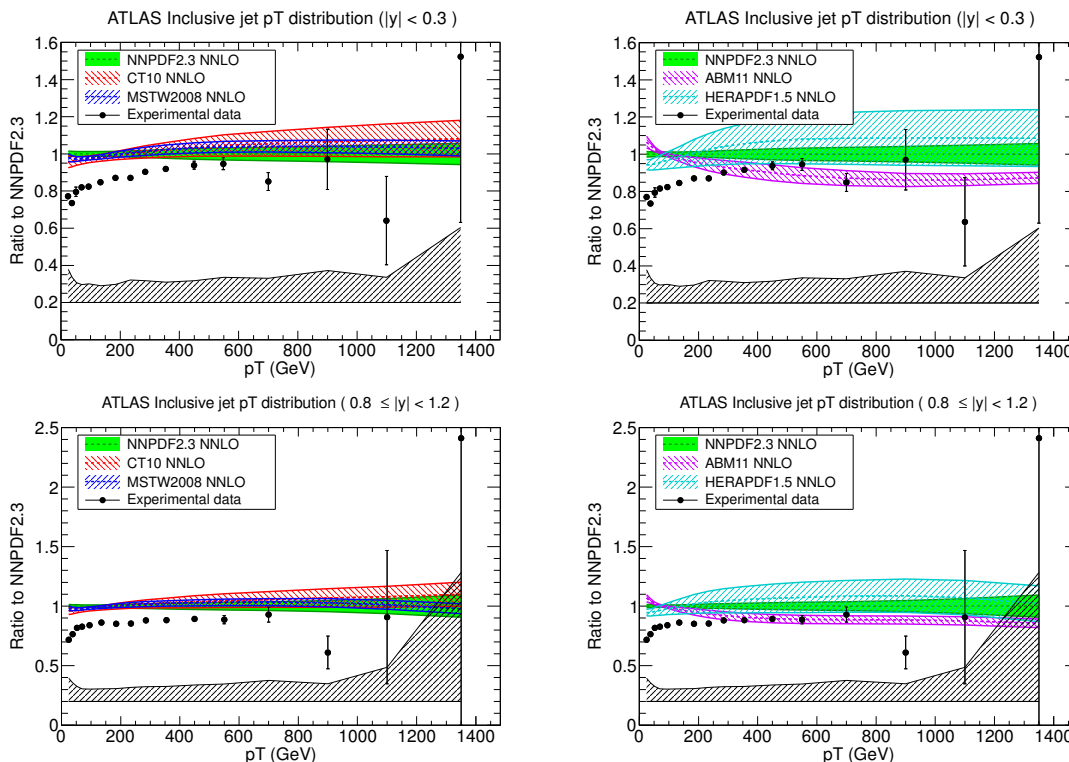 ATLAS Inclusive jet pT distribution (|y| < 0.3)
Ratio to NNPDF2.3
1.6
1.4
1.2
1
0.8
0.6
0.4
0.2
0
NNPDF2.3 NNLO
CT10 NNLO
MSTW2008 NNLO
Experimental data
0 200 400 600 800 1000 1200 1400
pT (GeV)
ATLAS Inclusive jet pT distribution (|y| < 0.3)
Ratio to NNPDF2.3
1.6
1.4
1.2
1
0.8
0.6
0.4
0.2
0
NNPDF2.3 NNLO
ABM11 NNLO
HERAPDF1.5 NNLO
Experimental data
0 200 400 600 800 1000 1200 1400
pT (GeV)
ATLAS Inclusive jet pT distribution ( 0.8 ≤ |y| < 1.2 )
Ratio to NNPDF2.3
2.5
2
1.5
1
0.5
0
NNPDF2.3 NNLO
CT10 NNLO
MSTW2008 NNLO
Experimental data
0 200 400 600 800 1000 1200 1400
pT (GeV)
ATLAS Inclusive jet pT distribution ( 0.8 ≤ |y| < 1.2 )
Ratio to NNPDF2.3
2.5
2
1.5
1
0.5
0
NNPDF2.3 NNLO
ABM11 NNLO
HERAPDF1.5 NNLO
Experimental data
0 200 400 600 800 1000 1200 1400
pT (GeV)